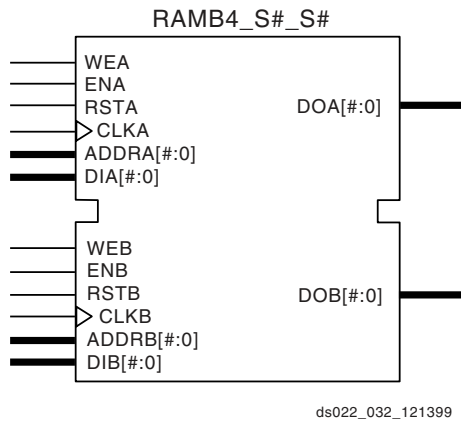 RAMB4_S#_S#
WEA
ENA
RSTA
CLKA
ADDRA[#:0]
DIA[#:0]
DOA[#:0]
WEB
ENB
RSTB
CLKB
ADDRB[#:0]
DIB[#:0]
DOB[#:0]
ds022_032_121399